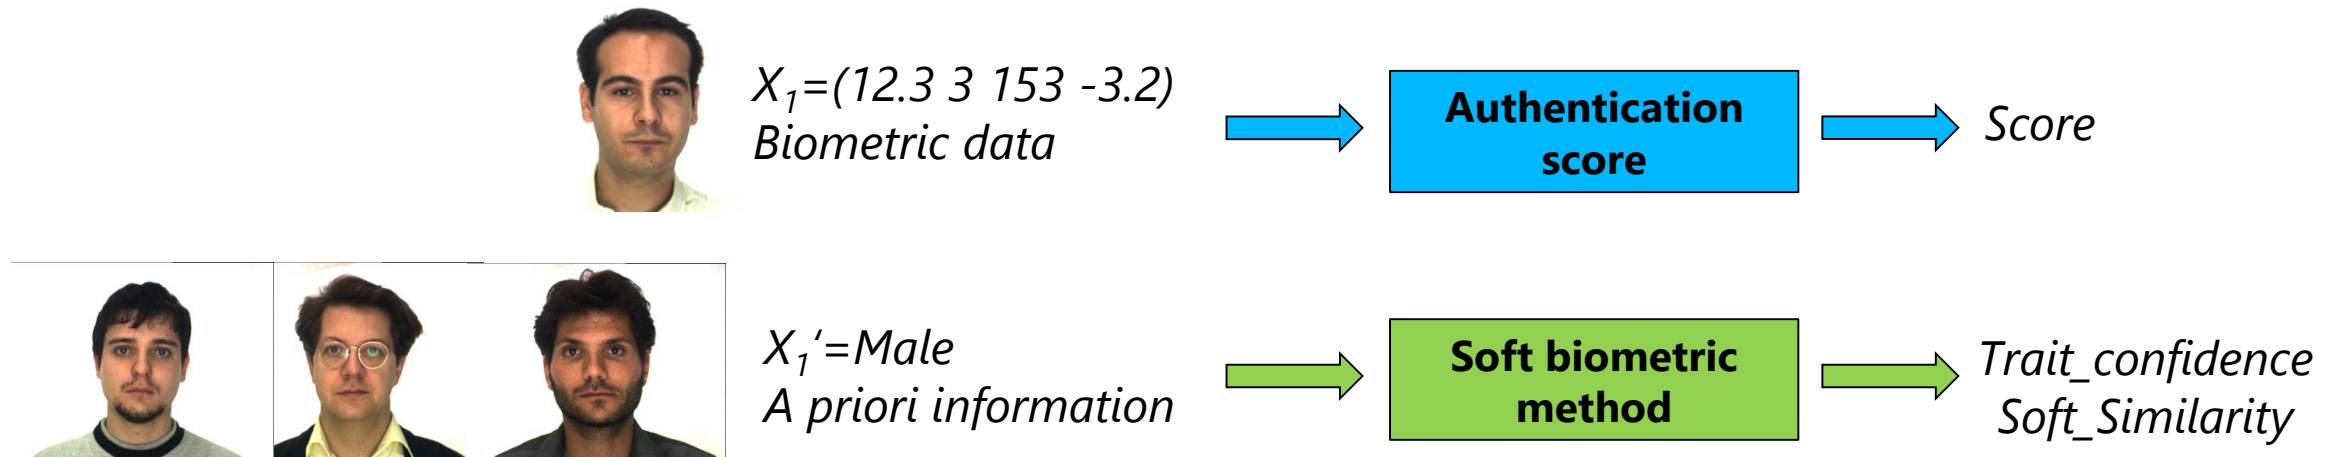 X₁=(12.3 3 153 -3.2)
Biometric data
Authentication
score
Score
X₁‘=Male
A priori information
Soft biometric
method
Trait_confidence
Soft_Similarity